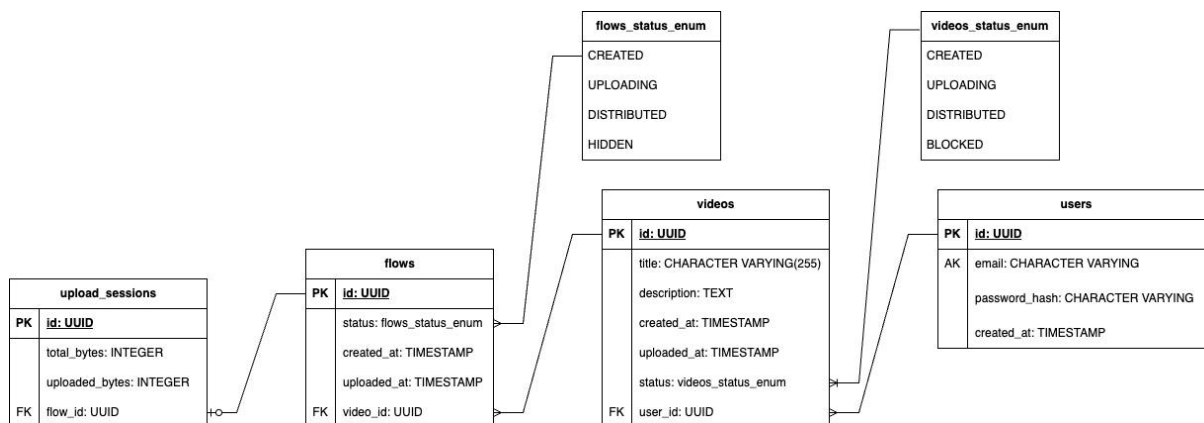 flows_status_enum
CREATED
UPLOADING
DISTRIBUTED
HIDDEN
videos_status_enum
CREATED
UPLOADING
DISTRIBUTED
BLOCKED
upload_sessions
PK id: UUID
total_bytes: INTEGER
uploaded_bytes: INTEGER
FK flow_id: UUID
flows
PK id: UUID
status: flows_status_enum
created_at: TIMESTAMP
uploaded_at: TIMESTAMP
FK video_id: UUID
videos
PK id: UUID
title: CHARACTER VARYING(255)
description: TEXT
created_at: TIMESTAMP
uploaded_at: TIMESTAMP
status: videos_status_enum
FK user_id: UUID
users
PK id: UUID
AK email: CHARACTER VARYING
password_hash: CHARACTER VARYING
created_at: TIMESTAMP